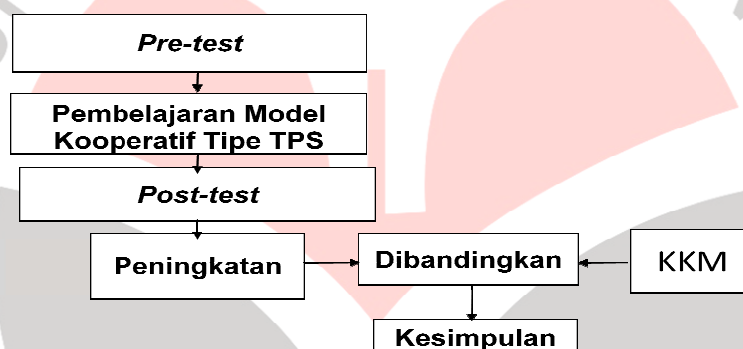 Pre-test
Pembelajaran Model
Kooperatif Tipe TPS
Post-test
Peningkatan
Dibandingkan
KKM
Kesimpulan